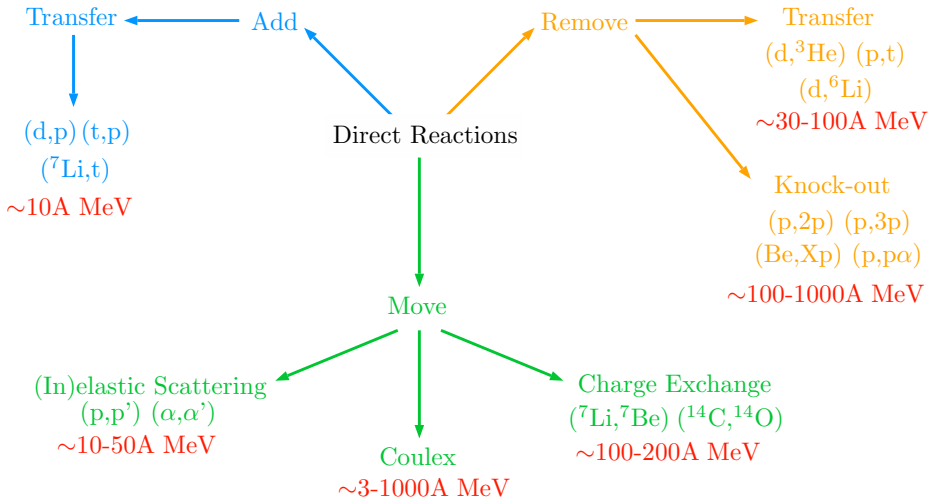 Transfer
Add
Remove
Transfer
(d,³He) (p,t)
(d,⁶Li)
~30-100A MeV
(d,p) (t,p)
(⁷Li,t)
~10A MeV
Direct Reactions
Knock-out
(p,2p) (p,3p)
(Be,Xp) (p,pα)
~100-1000A MeV
Move
(In)elastic Scattering
(p,p') (α,α')
~10-50A MeV
Coulex
~3-1000A MeV
Charge Exchange
(⁷Li,⁷Be) (¹⁴C,¹⁴O)
~100-200A MeV